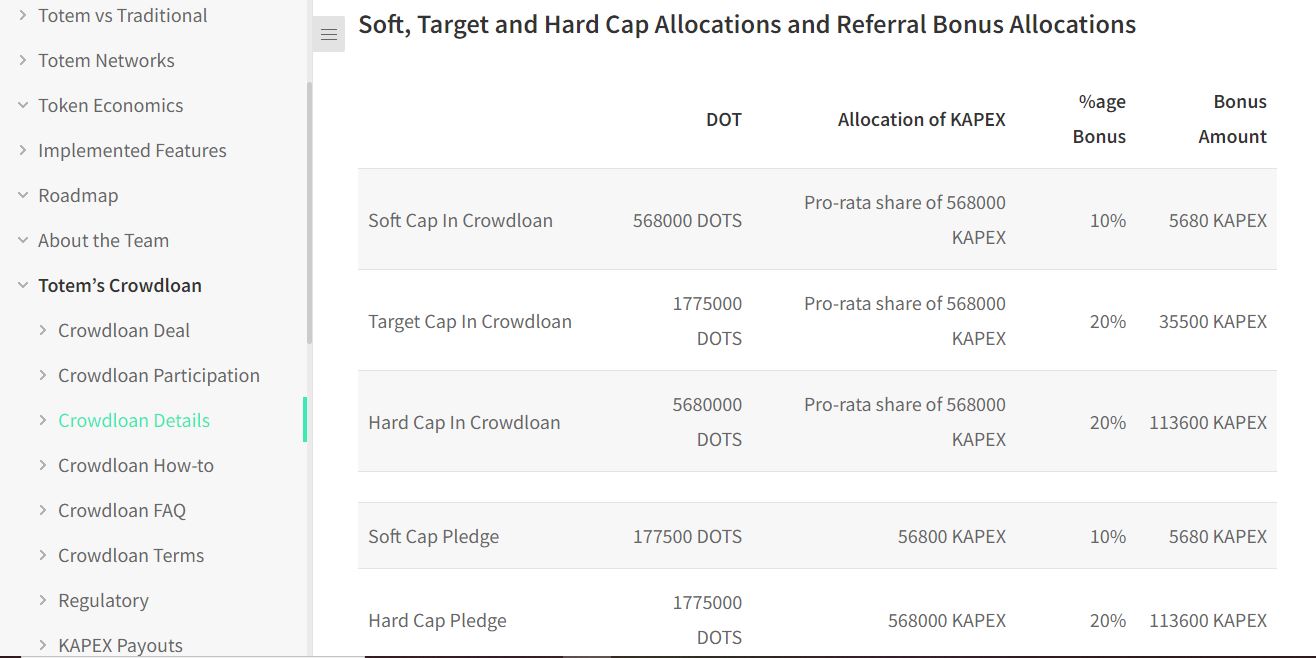 Totem vs Traditional
Totem Networks
Token Economics
Implemented Features
Roadmap
About the Team
Totem’s Crowdloan
Crowdloan Deal
Crowdloan Participation
Crowdloan Details
Crowdloan How-to
Crowdloan FAQ
Crowdloan Terms
Regulatory
KAPEX Payouts
Soft, Target and Hard Cap Allocations and Referral Bonus Allocations
DOT
Allocation of KAPEX
%age
Bonus
Bonus
Amount
Soft Cap In Crowdloan
568000 DOTS
Pro-rata share of 568000
KAPEX
10%
5680 KAPEX
Target Cap In Crowdloan
1775000
DOTS
Pro-rata share of 568000
KAPEX
20%
35500 KAPEX
Hard Cap In Crowdloan
5680000
DOTS
Pro-rata share of 568000
KAPEX
20%
113600 KAPEX
Soft Cap Pledge
177500 DOTS
56800 KAPEX
10%
5680 KAPEX
Hard Cap Pledge
1775000
DOTS
568000 KAPEX
20%
113600 KAPEX